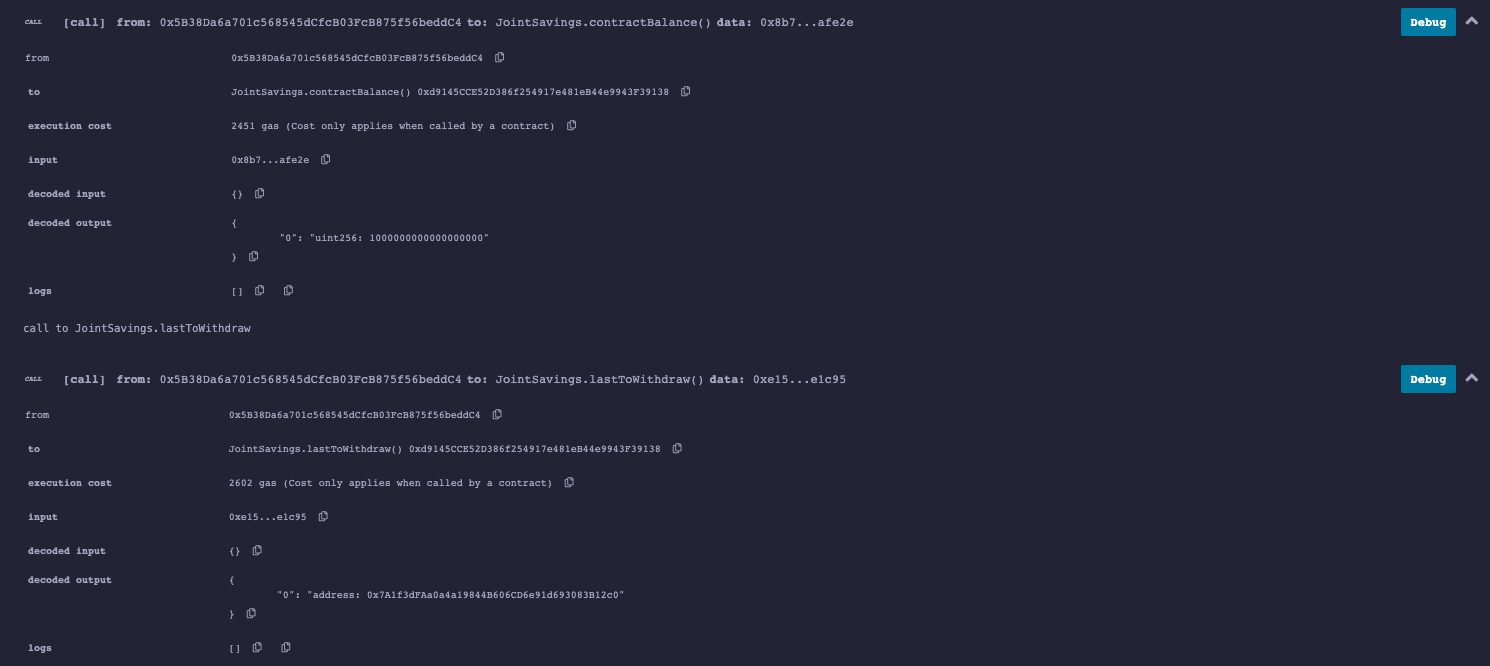 CALL [call] from: 0x5B38Da6a701c568545dCfcB03FcB875f56beddC4 to: JointSavings.contractBalance() data: 0x8b7...afe2e Debug
from 0x5B38Da6a701c568545dCfcB03FcB875f56beddC4
to JointSavings.contractBalance() 0xd9145CCE52D386f254917e481eB44e9943F39138
execution cost 2451 gas (Cost only applies when called by a contract)
input 0x8b7...afe2e
decoded input {}
decoded output {
"0": "uint256: 1000000000000000000"
}
logs []
call to JointSavings.lastToWithdraw
CALL [call] from: 0x5B38Da6a701c568545dCfcB03FcB875f56beddC4 to: JointSavings.lastToWithdraw() data: 0xe15...e1c95 Debug
from 0x5B38Da6a701c568545dCfcB03FcB875f56beddC4
to JointSavings.lastToWithdraw() 0xd9145CCE52D386f254917e481eB44e9943F39138
execution cost 2602 gas (Cost only applies when called by a contract)
input 0xe15...e1c95
decoded input {}
decoded output {
"0": "address: 0x7A1f3dFAa0a4a19844B606CD6e91d693083B12c0"
}
logs []